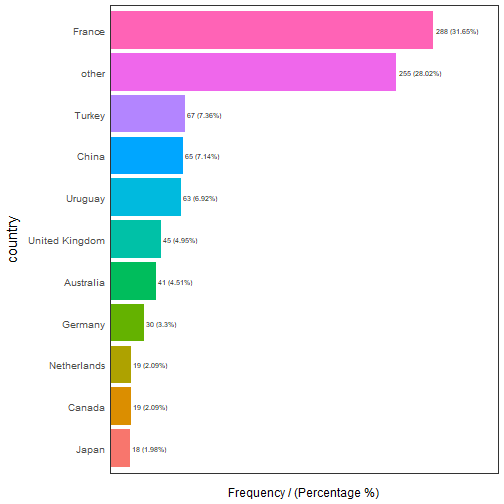 France 288 (31.65%)
other 255 (28.02%)
Turkey 67 (7.36%)
China 65 (7.14%)
Uruguay 63 (6.92%)
United Kingdom 45 (4.95%)
Australia 41 (4.51%)
Germany 30 (3.3%)
Netherlands 19 (2.09%)
Canada 19 (2.09%)
Japan 18 (1.98%)
country
Frequency / (Percentage %)